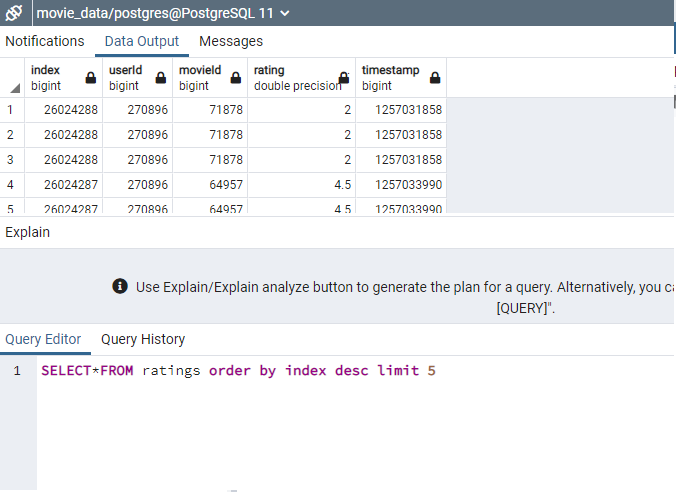 movie_data/postgres@PostgreSQL 11
Notifications Data Output Messages
index userId movieId rating timestamp
bigint bigint bigint double precision bigint
1 26024288 270896 71878 2 1257031858
2 26024288 270896 71878 2 1257031858
3 26024288 270896 71878 2 1257031858
4 26024287 270896 64957 4.5 1257033990
5 26024287 270896 64957 4.5 1257033990
Explain
Use Explain/Explain analyze button to generate the plan for a query. Alternatively, you ca
[QUERY]".
Query Editor Query History
1 SELECT*FROM ratings order by index desc limit 5